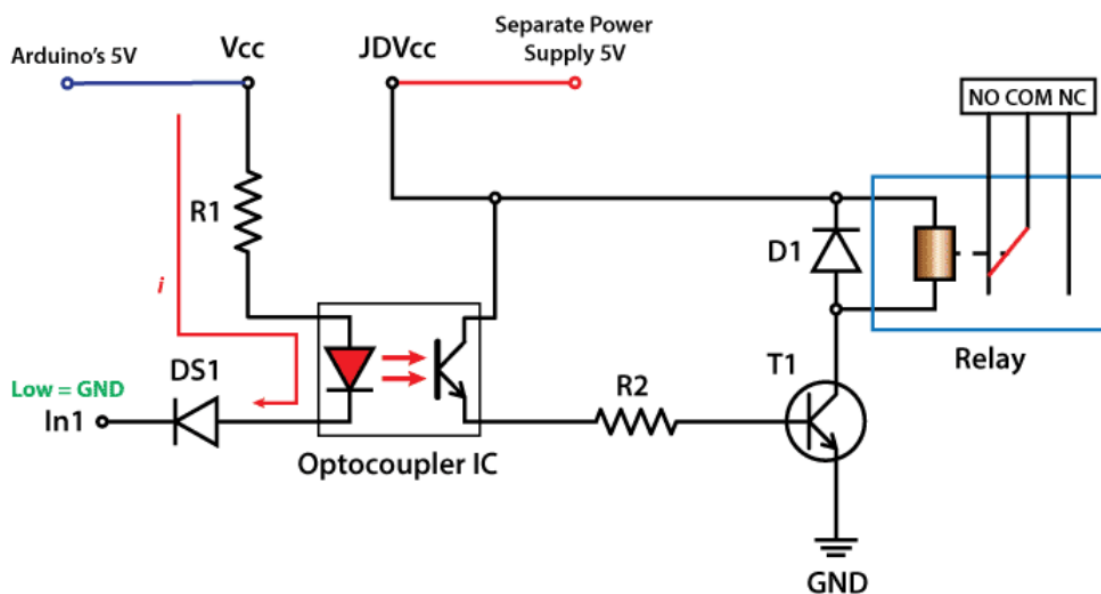 Arduino's 5V
Vcc
JDVcc
Separate Power
Supply 5V
NO COM NC
R1
D1
i
Relay
DS1
T1
Low = GND
R2
In1
Optocoupler IC
GND